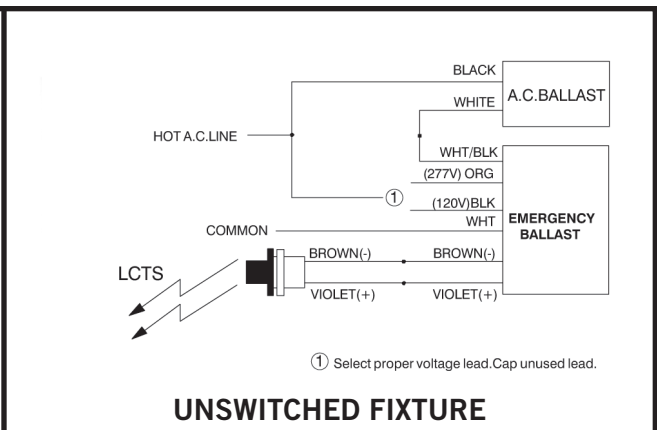 BLACK
A.C.BALLAST
WHITE
HOT A.C.LINE
WHT/BLK
(277V) ORG
①
(120V)BLK
WHT
EMERGENCY
BALLAST
COMMON
BROWN(-)
BROWN(-)
LCTS
VIOLET(+)
VIOLET(+)
① Select proper voltage lead.Cap unused lead.
UNSWITCHED FIXTURE